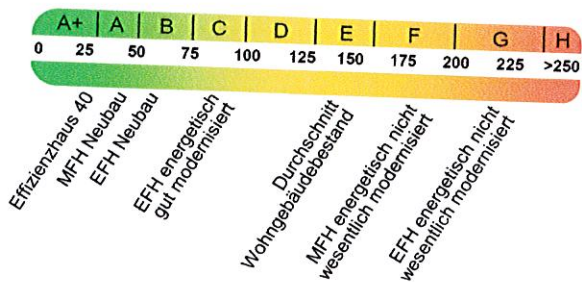 A+ A B C D E F G H
0 25 50 75 100 125 150 175 200 225 >250
Effizienzhaus 40
MFH Neubau
EFH Neubau
EFH energetisch
gut modernisiert
Durchschnitt
Wohngebäudebestand
MFH energetisch nicht
wesentlich modernisiert
EFH energetisch nicht
wesentlich modernisiert